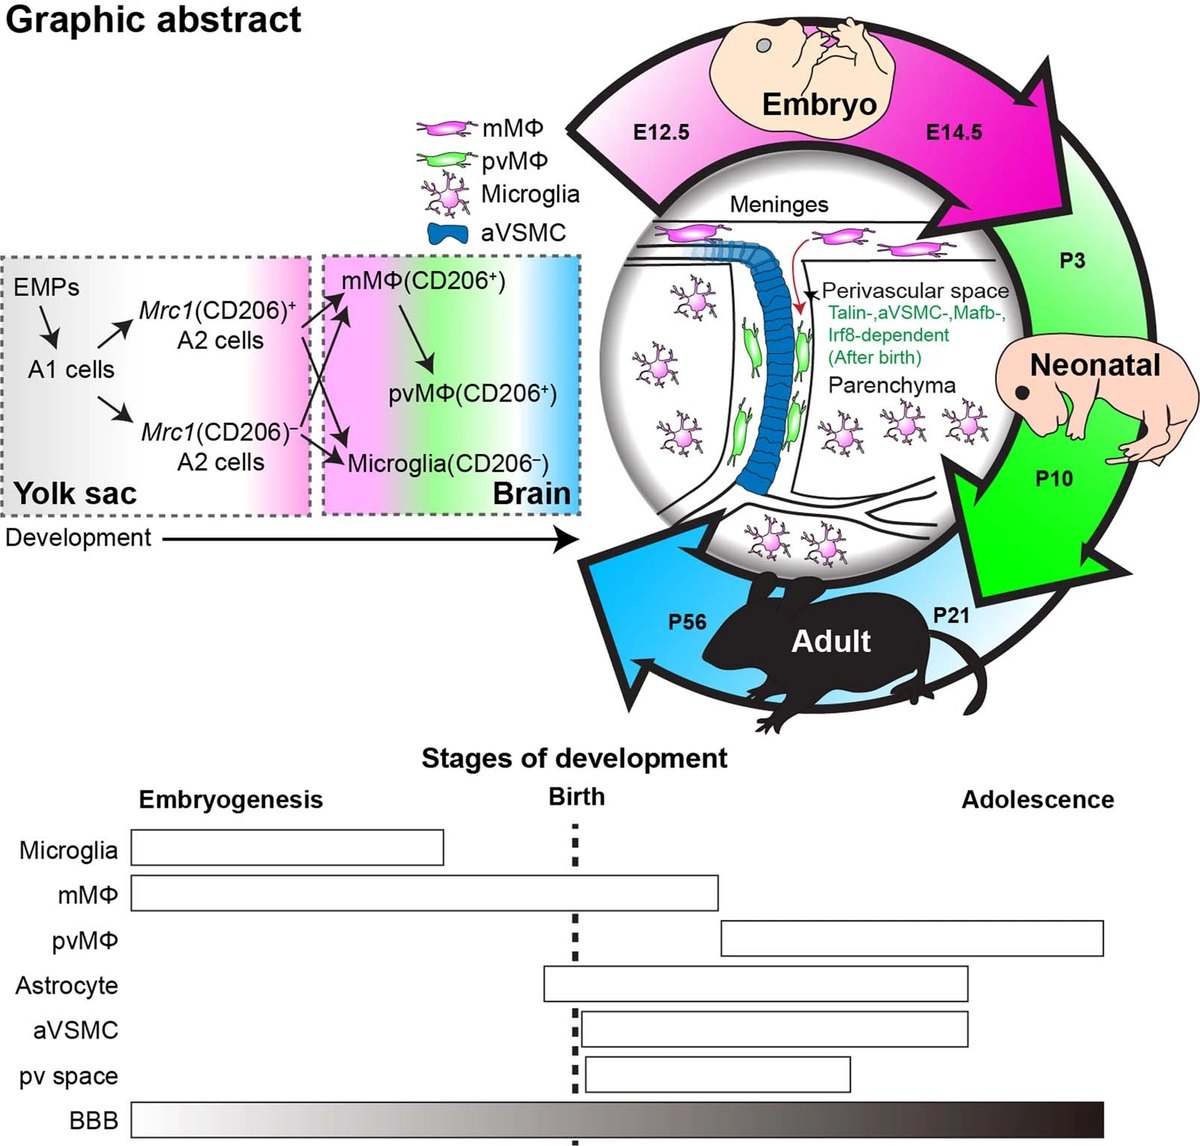 Graphic abstract
mMΦ
pvMΦ
Microglia
aVSMC
EMPs
A1 cells
Mrc1(CD206)⁺
A2 cells
Mrc1(CD206)⁻
A2 cells
Yolk sac
mMΦ(CD206⁺)
pvMΦ(CD206⁺)
Microglia(CD206⁻)
Brain
Development
E12.5
Embryo
E14.5
Meninges
Perivascular space
Talin-,aVSMC-,Mafb-,
Irf8-dependent
(After birth)
Parenchyma
P3
Neonatal
P10
P21
Adult
P56
Stages of development
Embryogenesis
Birth
Adolescence
Microglia
mMΦ
pvMΦ
Astrocyte
aVSMC
pv space
BBB